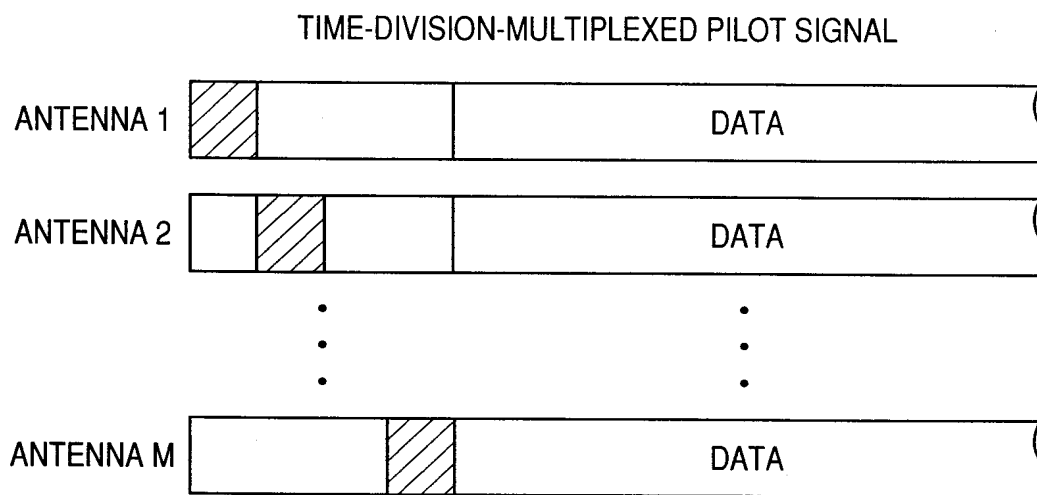 TIME-DIVISION-MULTIPLEXED PILOT SIGNAL
ANTENNA 1 DATA
ANTENNA 2 DATA
ANTENNA M DATA